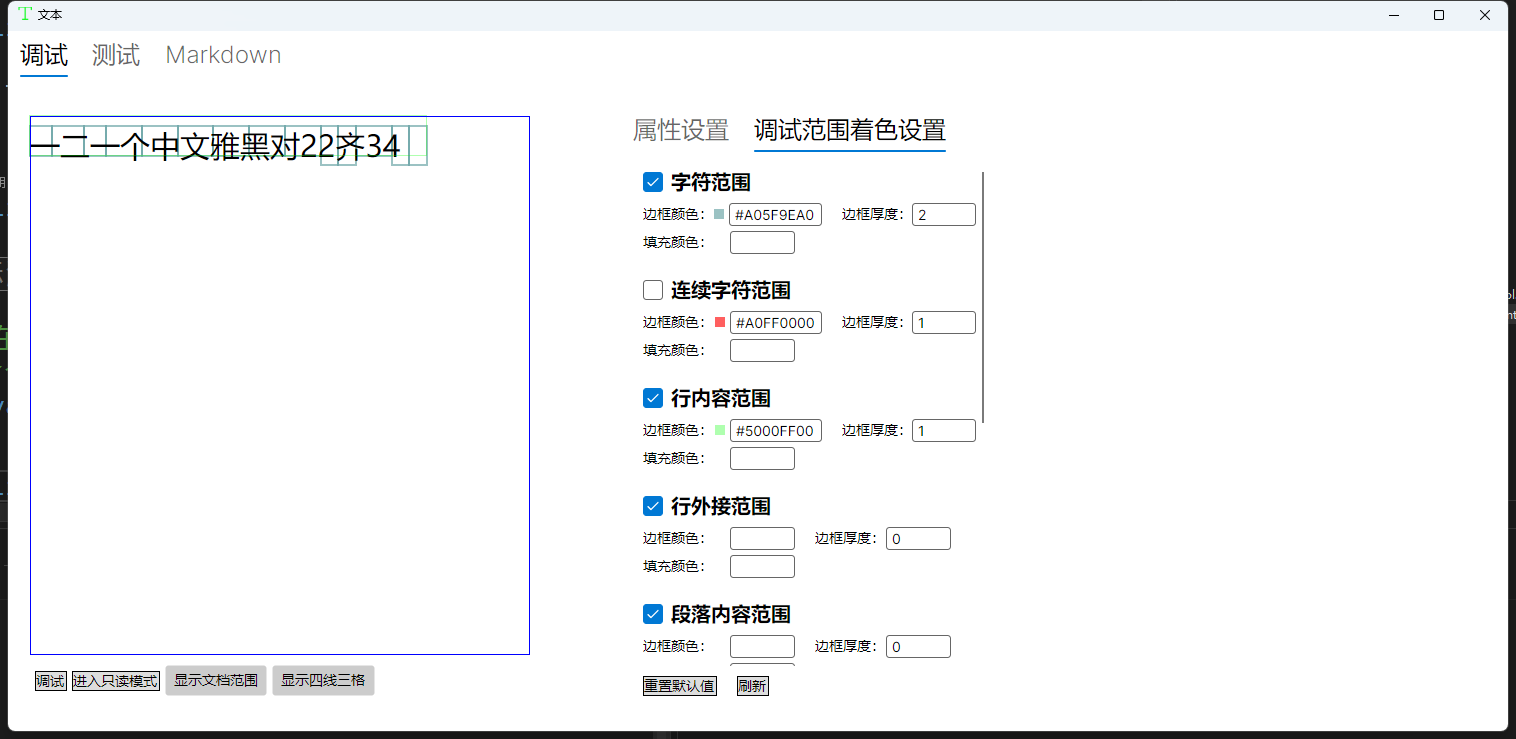 文本
调试 测试 Markdown
一二一个中文雅黑对22齐34
属性设置 调试范围着色设置
字符范围
边框颜色： #A05F9EA0 边框厚度： 2
填充颜色：
连续字符范围
边框颜色： #A0FF0000 边框厚度： 1
填充颜色：
行内容范围
边框颜色： #5000FF00 边框厚度： 1
填充颜色：
行外接范围
边框颜色： 边框厚度： 0
填充颜色：
段落内容范围
边框颜色： 边框厚度： 0
调试 进入只读模式 显示文档范围 显示四线三格
重置默认值 刷新